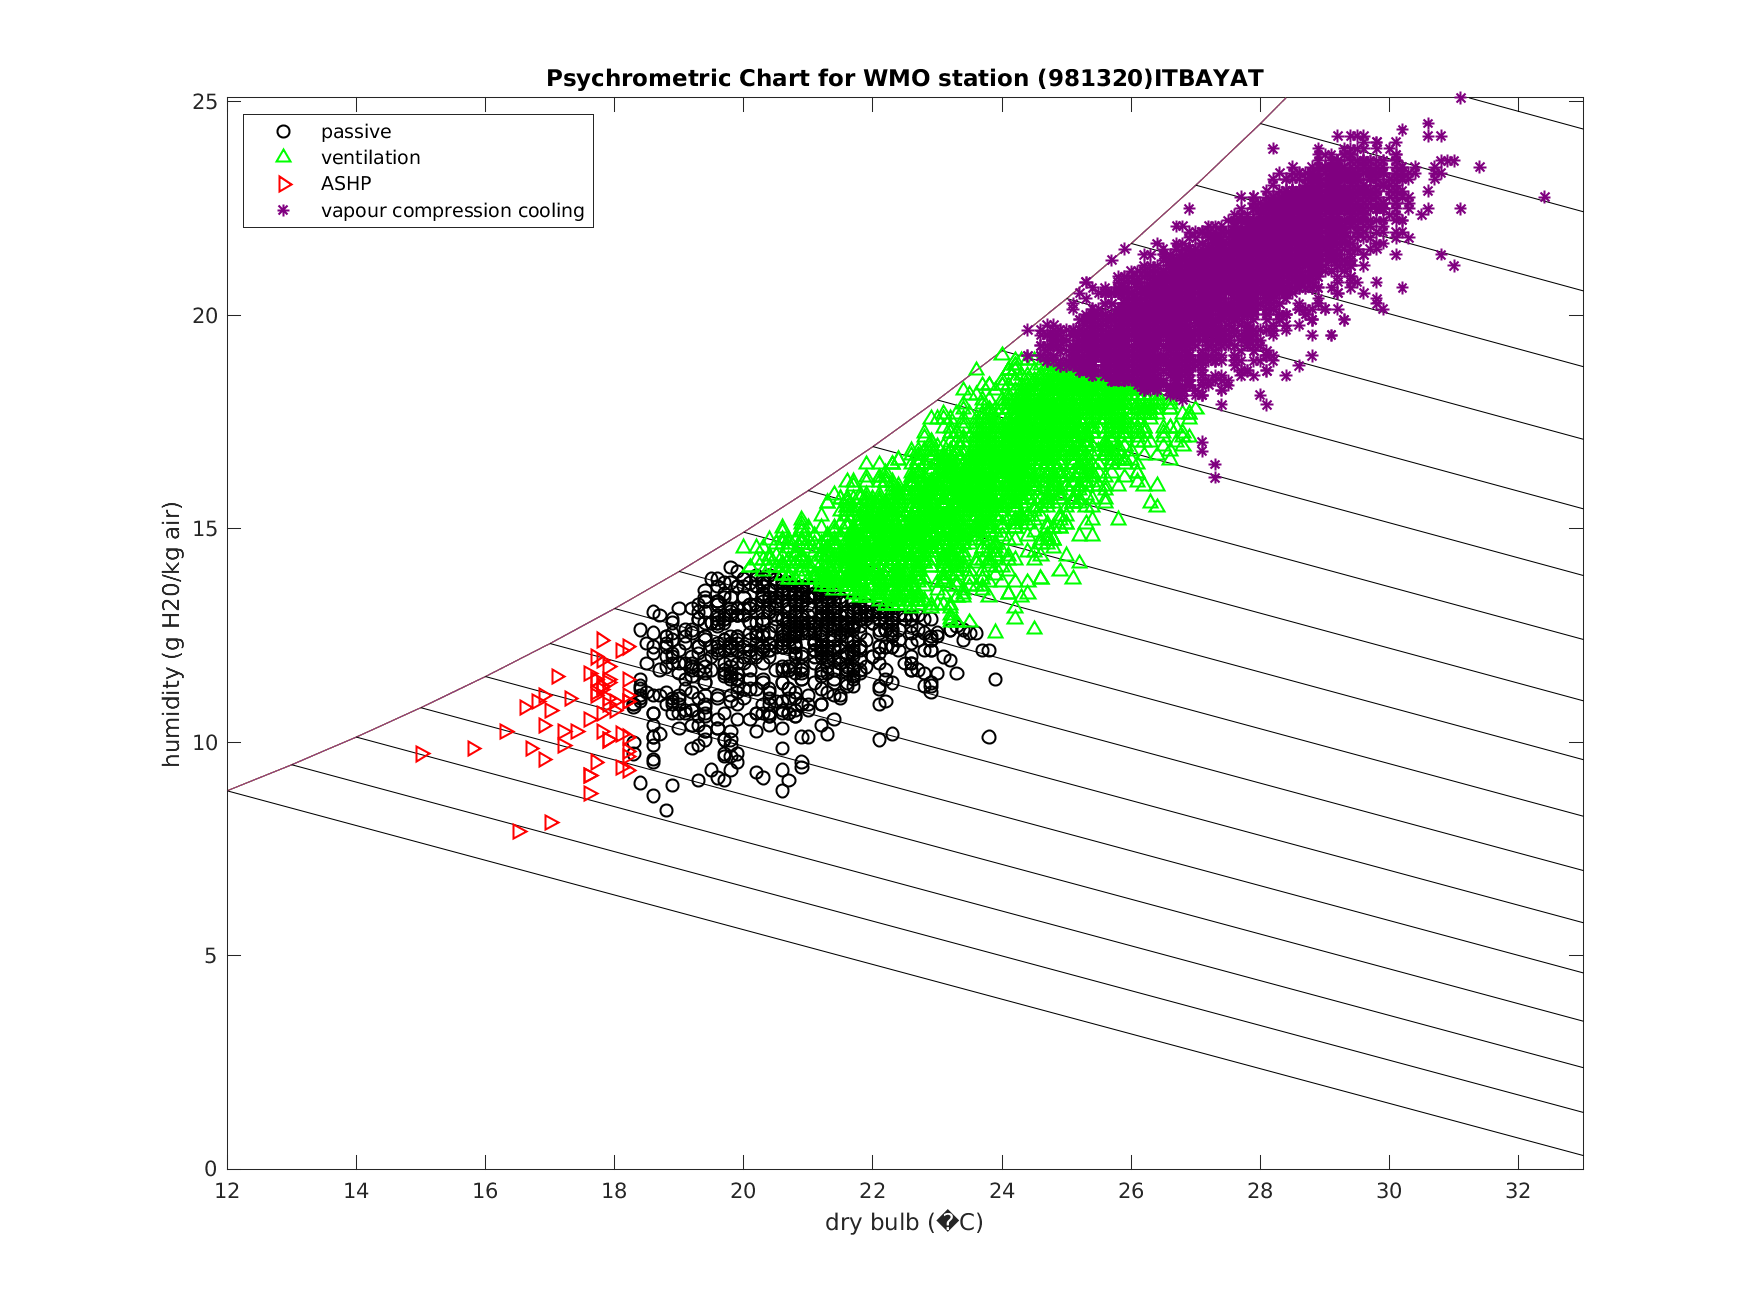 Psychrometric Chart for WMO station (981320)ITBAYAT
passive
ventilation
ASHP
vapour compression cooling
25
20
15
10
5
0
humidity (g H20/kg air)
12 14 16 18 20 22 24 26 28 30 32
dry bulb (�C)